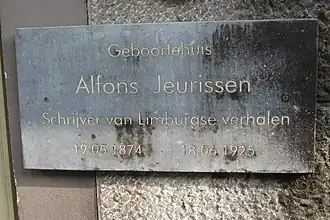 Geboortehuis
Alfons Jeurissen
Schrijver van Limburgse verhalen
19.05.1874 18.06.1925